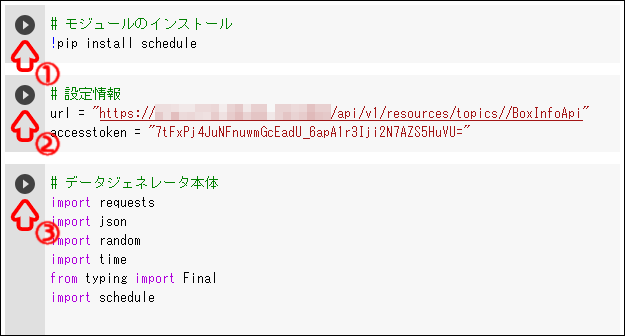 # モジュールのインストール
!pip install schedule
①
# 設定情報
url = "https:///api/v1/resources/topics//BoxInfoApi"
accesstoken = "7tFxPj4JuNFnuwmGcEadU_6apA1r3Iji2N7AZS5HuVU="
②
# データジェネレータ本体
import requests
import json
③
import random
import time
from typing import Final
import schedule